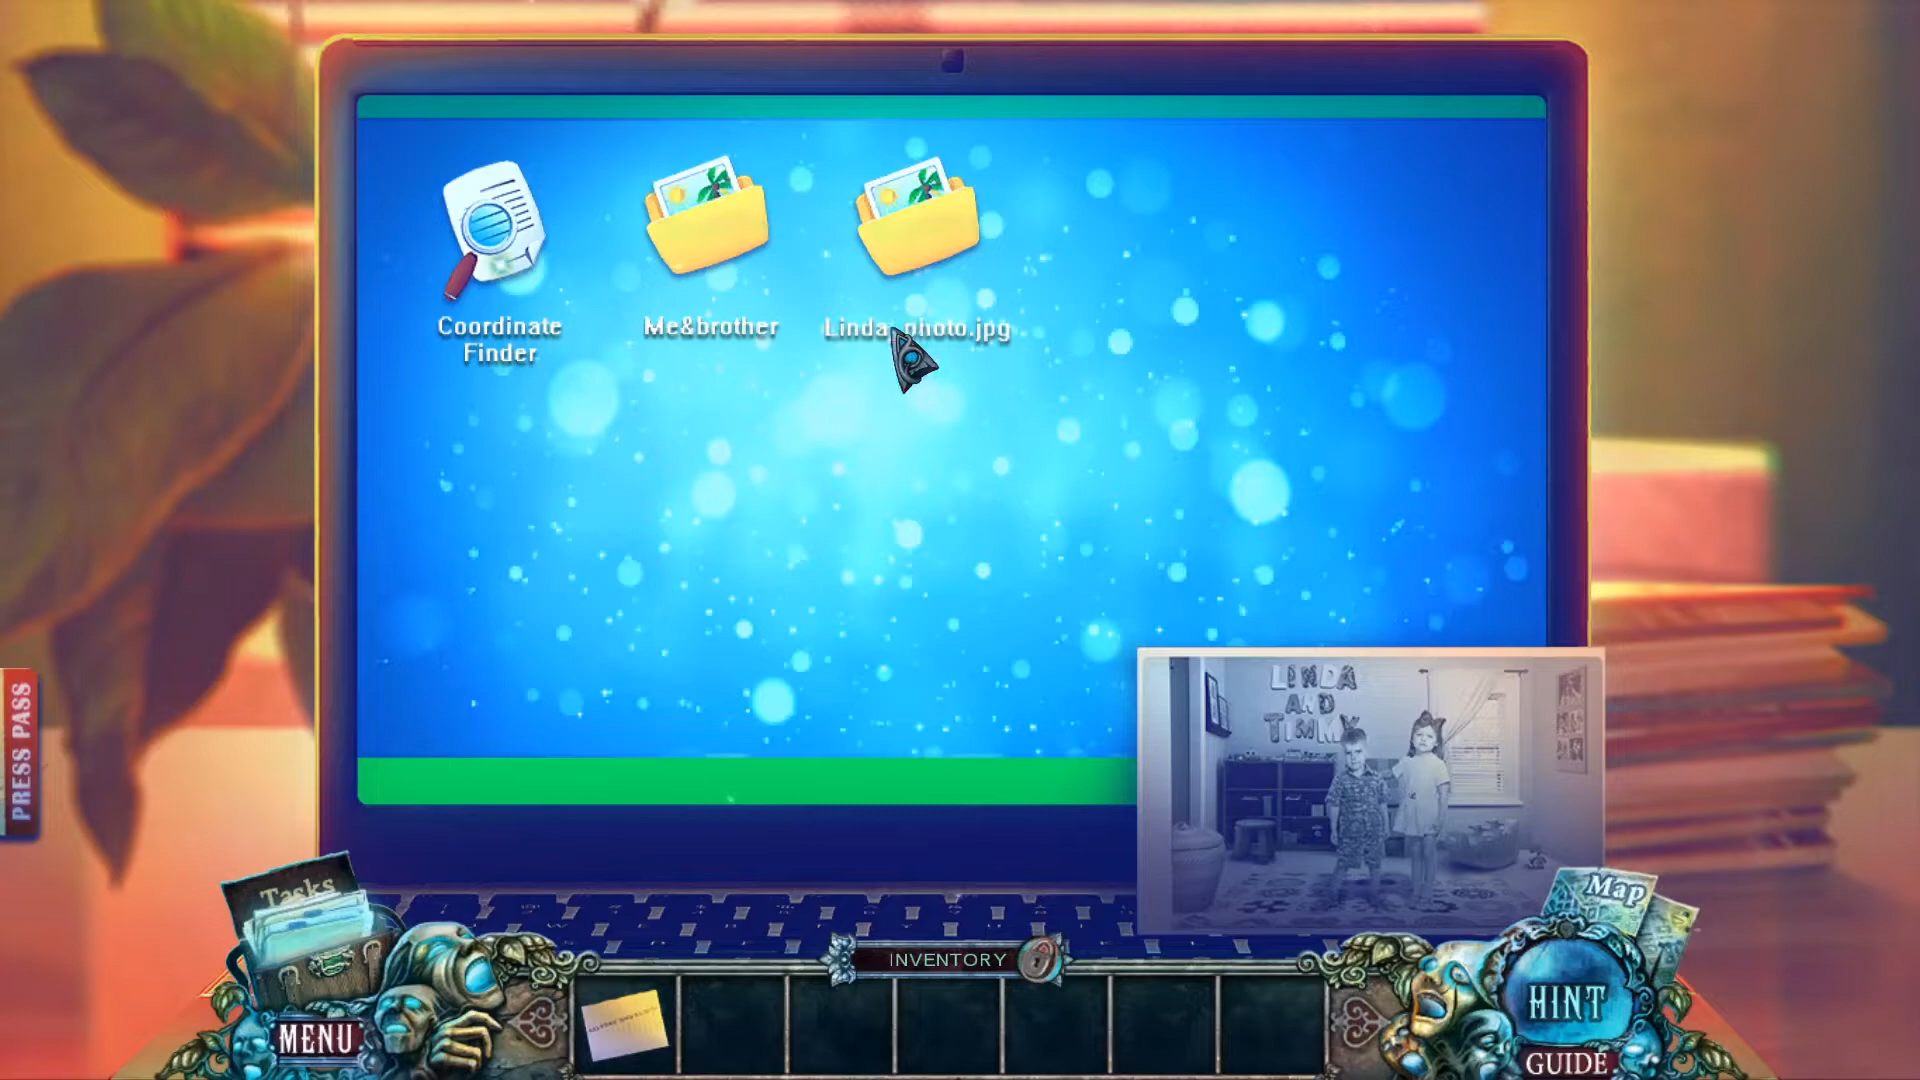 Coordinate
Finder
Me&brother
Linda_photo.jpg
LINDA
AND
TIMMY
PRESS PASS
Tasks
Map
INVENTORY
MENU
HINT
GUIDE